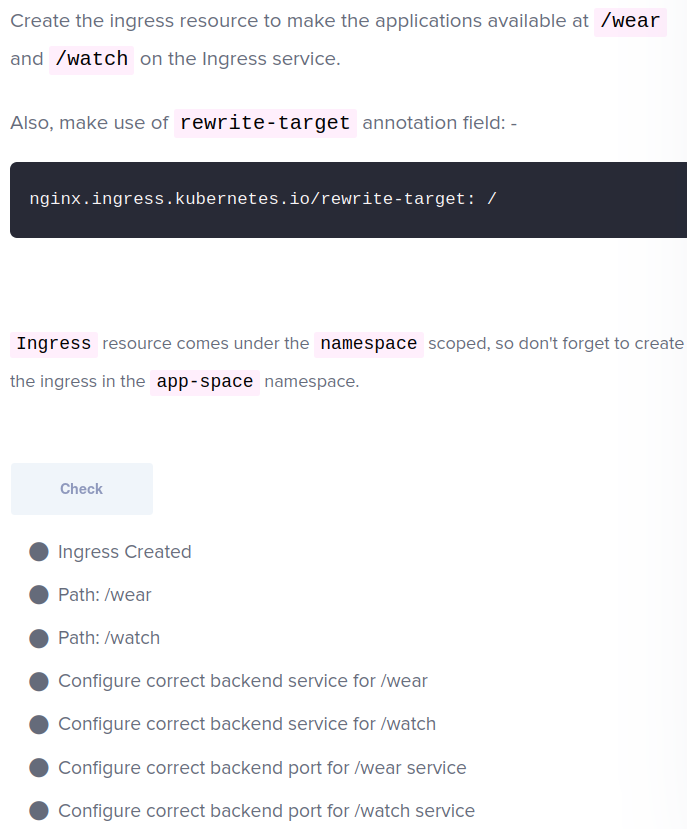 Create the ingress resource to make the applications available at /wear
and /watch on the Ingress service.
Also, make use of rewrite-target annotation field: -
nginx.ingress.kubernetes.io/rewrite-target: /
Ingress resource comes under the namespace scoped, so don't forget to create
the ingress in the app-space namespace.
Check
Ingress Created
Path: /wear
Path: /watch
Configure correct backend service for /wear
Configure correct backend service for /watch
Configure correct backend port for /wear service
Configure correct backend port for /watch service